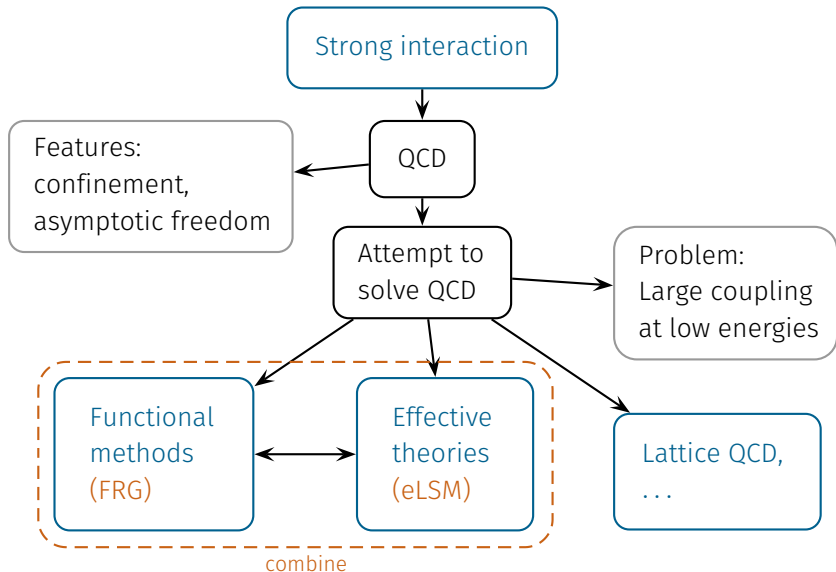 Strong interaction
QCD
Features:
confinement,
asymptotic freedom
Attempt to
solve QCD
Problem:
Large coupling
at low energies
Functional
methods
(FRG)
Effective
theories
(eLSM)
Lattice QCD,
. . .
combine